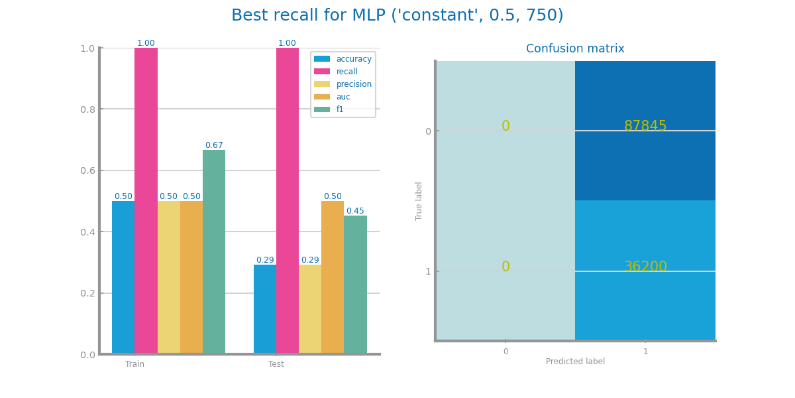 Best recall for MLP ('constant', 0.5, 750)
1.0
0.8
0.6
0.4
0.2
0.0
0.50
1.00
0.50
0.50
0.67
0.29
1.00
0.29
0.50
0.45
accuracy
recall
precision
auc
f1
Train
Test
Confusion matrix
True label
0
1
0
87845
0
36200
0
1
Predicted label